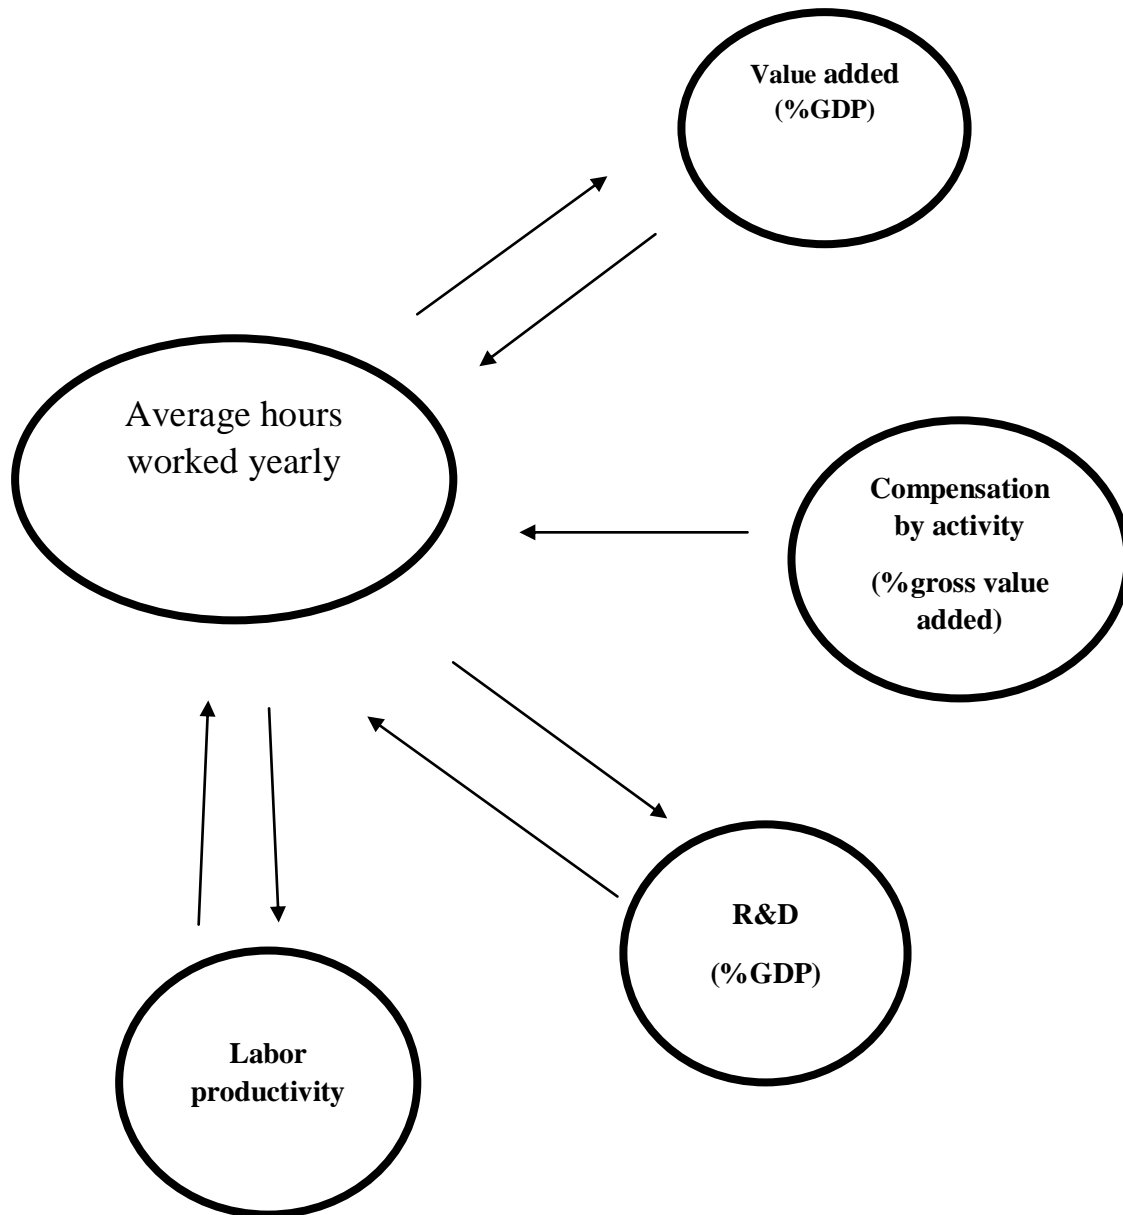 Value added
(%GDP)
Average hours
worked yearly
Compensation
by activity
(%gross value
added)
R&D
(%GDP)
Labor
productivity